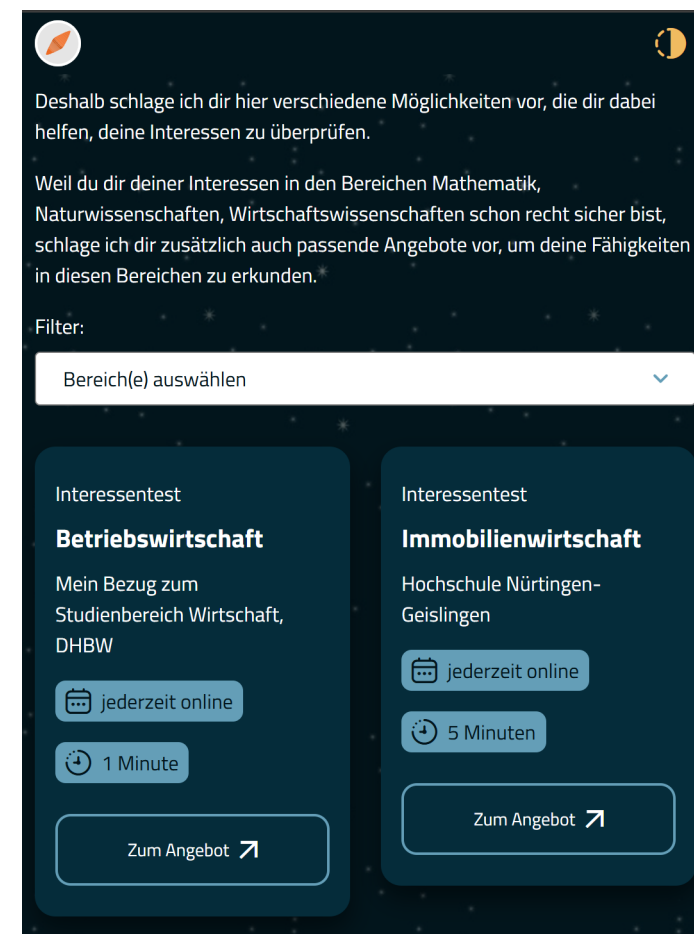 Deshalb schlage ich dir hier verschiedene Möglichkeiten vor, die dir dabei
helfen, deine Interessen zu überprüfen.
Weil du dir deiner Interessen in den Bereichen Mathematik,
Naturwissenschaften, Wirtschaftswissenschaften schon recht sicher bist,
schlage ich dir zusätzlich auch passende Angebote vor, um deine Fähigkeiten
in diesen Bereichen zu erkunden.
Filter:
Bereich(e) auswählen
Interessentest
Betriebswirtschaft
Mein Bezug zum
Studienbereich Wirtschaft,
DHBW
jederzeit online
1 Minute
Zum Angebot
Interessentest
Immobilienwirtschaft
Hochschule Nürtingen-
Geislingen
jederzeit online
5 Minuten
Zum Angebot